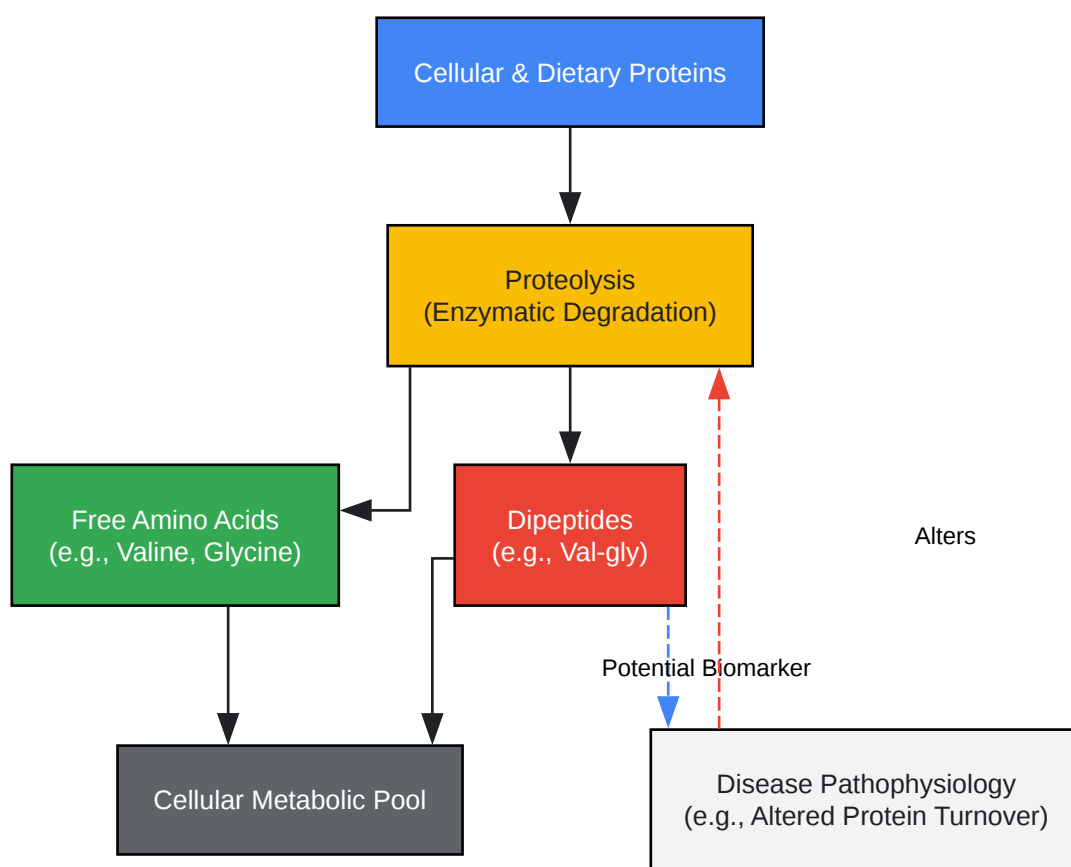 Cellular & Dietary Proteins
Proteolysis
(Enzymatic Degradation)
Free Amino Acids
(e.g., Valine, Glycine)
Dipeptides
(e.g., Val-gly)
Alters
Potential Biomarker
Cellular Metabolic Pool
Disease Pathophysiology
(e.g., Altered Protein Turnover)